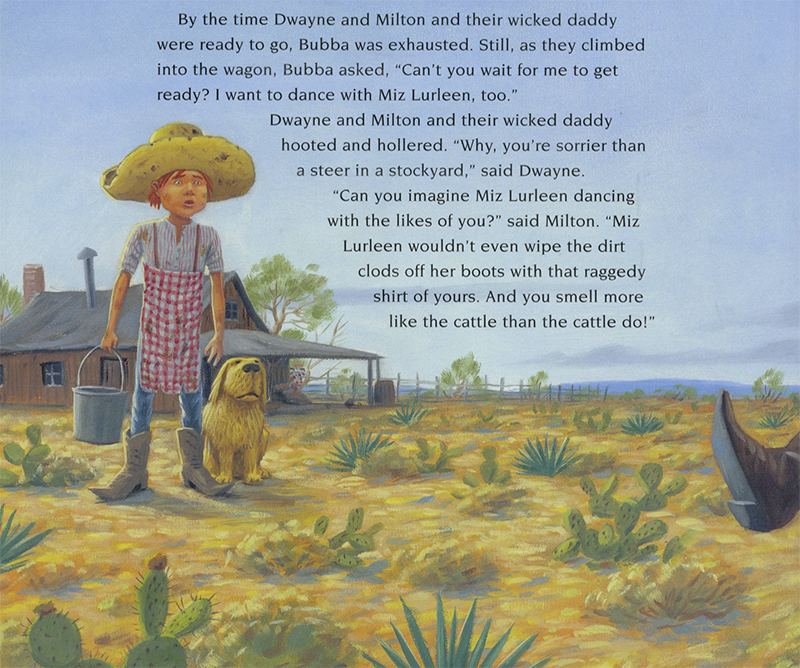 By the time Dwayne and Milton and their wicked daddy
were ready to go, Bubba was exhausted. Still, as they climbed
into the wagon, Bubba asked, “Can’t you wait for me to get
ready? I want to dance with Miz Lurleen, too.”
Dwayne and Milton and their wicked daddy
hooted and hollered. “Why, you’re sorrier than
a steer in a stockyard,” said Dwayne.
“Can you imagine Miz Lurleen dancing
with the likes of you?” said Milton. “Miz
Lurleen wouldn’t even wipe the dirt
clods off her boots with that raggedy
shirt of yours. And you smell more
like the cattle than the cattle do!”